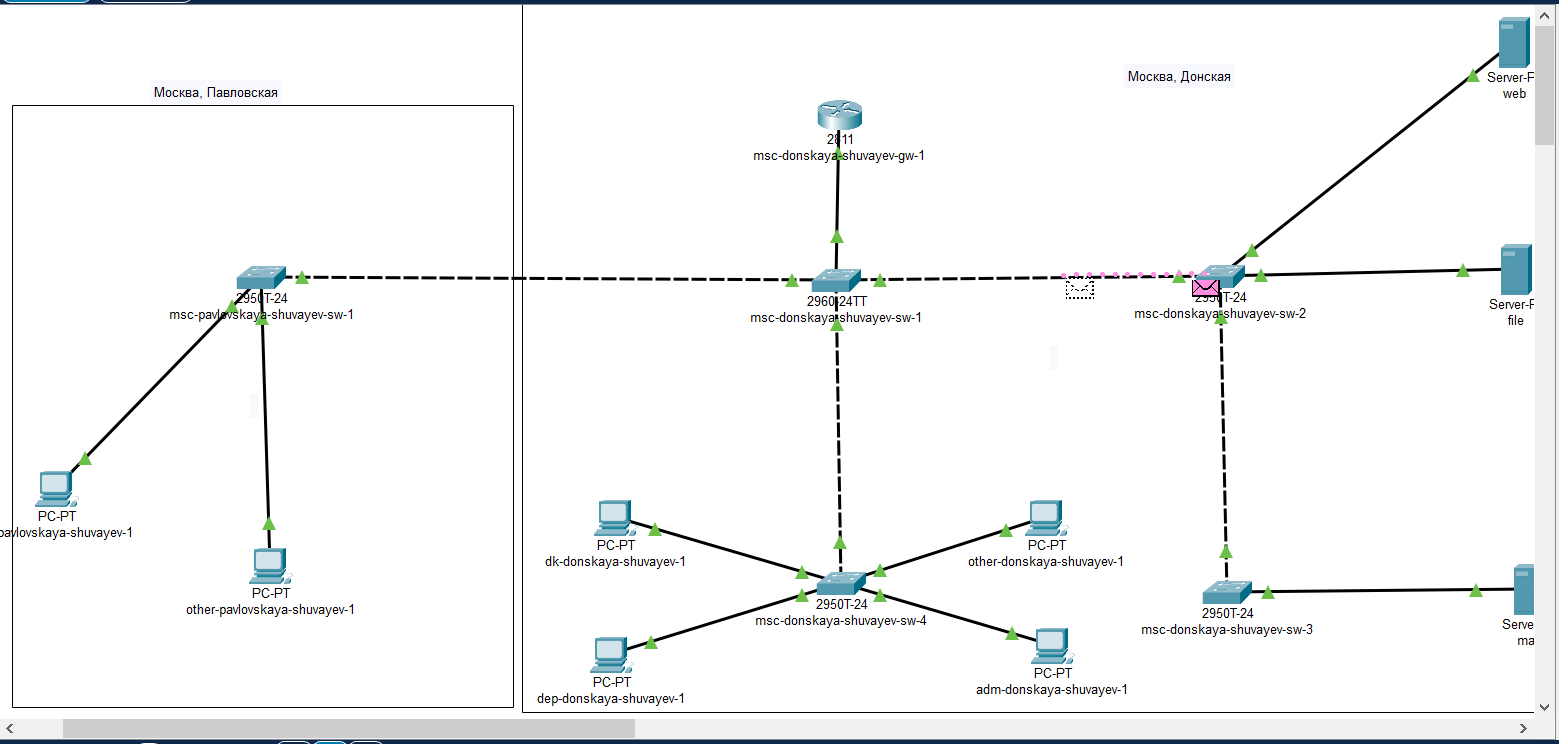 Москва, Павловская
Москва, Донская
Server-P
web
2811
msc-donskaya-shuvayev-gw-1
2950T-24
msc-pavlovskaya-shuvayev-sw-1
2960-24TT
msc-donskaya-shuvayev-sw-1
2950T-24
msc-donskaya-shuvayev-sw-2
Server-P
file
PC-PT
pavlovskaya-shuvayev-1
PC-PT
other-pavlovskaya-shuvayev-1
PC-PT
dk-donskaya-shuvayev-1
PC-PT
other-donskaya-shuvayev-1
2950T-24
msc-donskaya-shuvayev-sw-4
2950T-24
msc-donskaya-shuvayev-sw-3
Serve
ma
PC-PT
dep-donskaya-shuvayev-1
PC-PT
adm-donskaya-shuvayev-1